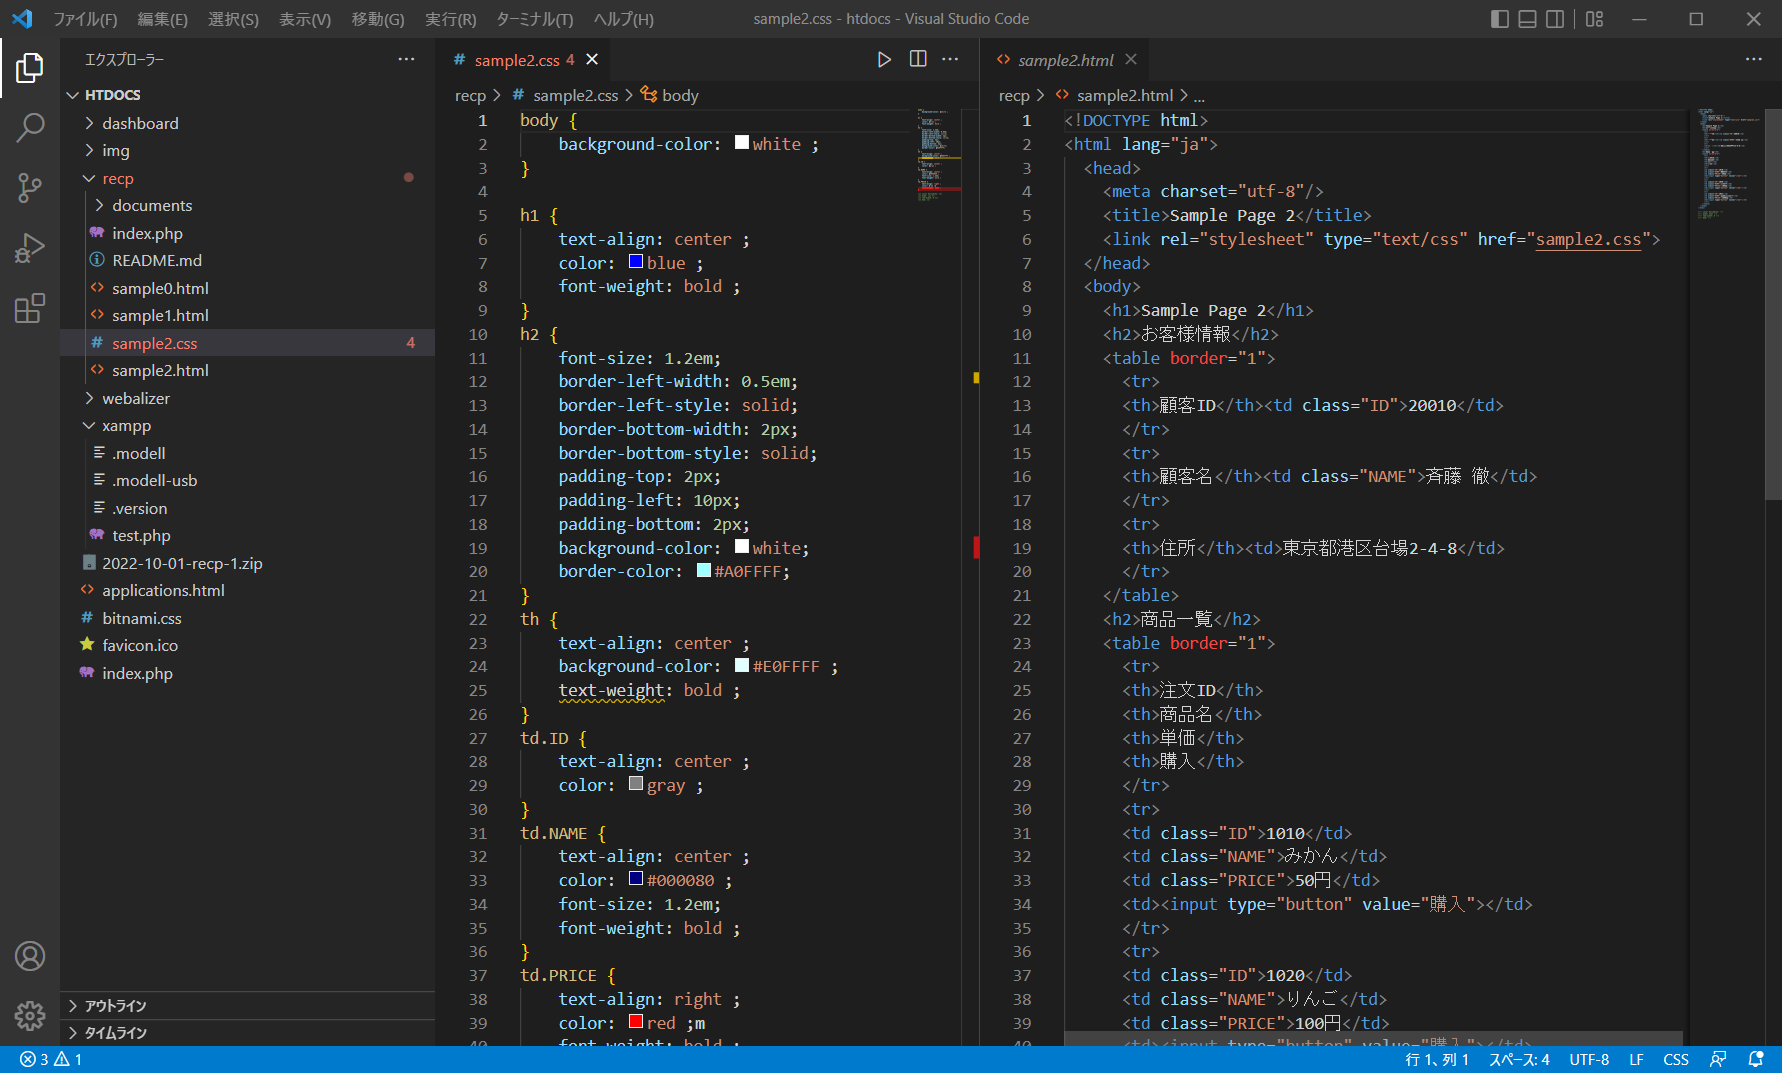 ファイル(F) 編集(E) 選択(S) 表示(V) 移動(G) 実行(R) ターミナル(T) ヘルプ(H) sample2.css - htdocs - Visual Studio Code
エクスプローラー
HTDOCS
dashboard
img
recp
documents
index.php
README.md
sample0.html
sample1.html
sample2.css 4
sample2.html
webalizer
xampp
.modell
.modell-usb
.version
test.php
2022-10-01-recp-1.zip
applications.html
bitnami.css
favicon.ico
index.php
アウトライン
タイムライン
sample2.css 4
recp > sample2.css > body
1 body {
2 background-color: white ;
3 }
4
5 h1 {
6 text-align: center ;
7 color: blue ;
8 font-weight: bold ;
9 }
10 h2 {
11 font-size: 1.2em;
12 border-left-width: 0.5em;
13 border-left-style: solid;
14 border-bottom-width: 2px;
15 border-bottom-style: solid;
16 padding-top: 2px;
17 padding-left: 10px;
18 padding-bottom: 2px;
19 background-color: white;
20 border-color: #A0FFFF;
21 }
22 th {
23 text-align: center ;
24 background-color: #E0FFFF ;
25 text-weight: bold ;
26 }
27 td.ID {
28 text-align: center ;
29 color: gray ;
30 }
31 td.NAME {
32 text-align: center ;
33 color: #000080 ;
34 font-size: 1.2em;
35 font-weight: bold ;
36 }
37 td.PRICE {
38 text-align: right ;
39 color: red ;m
40 font-weight: bold ;
sample2.html
recp > sample2.html > ...
1 <!DOCTYPE html>
2 <html lang="ja">
3 <head>
4 <meta charset="utf-8"/>
5 <title>Sample Page 2</title>
6 <link rel="stylesheet" type="text/css" href="sample2.css">
7 </head>
8 <body>
9 <h1>Sample Page 2</h1>
10 <h2>お客様情報</h2>
11 <table border="1">
12 <tr>
13 <th>顧客ID</th><td class="ID">20010</td>
14 </tr>
15 <tr>
16 <th>顧客名</th><td class="NAME">斉藤 徹</td>
17 </tr>
18 <tr>
19 <th>住所</th><td>東京都港区台場2-4-8</td>
20 </tr>
21 </table>
22 <h2>商品一覧</h2>
23 <table border="1">
24 <tr>
25 <th>注文ID</th>
26 <th>商品名</th>
27 <th>単価</th>
28 <th>購入</th>
29 </tr>
30 <tr>
31 <td class="ID">1010</td>
32 <td class="NAME">みかん</td>
33 <td class="PRICE">50円</td>
34 <td><input type="button" value="購入"></td>
35 </tr>
36 <tr>
37 <td class="ID">1020</td>
38 <td class="NAME">りんご</td>
39 <td class="PRICE">100円</td>
40 <td><input type="button" value="購入"></td>
3 1 行 1、列 1 スペース: 4 UTF-8 LF CSS